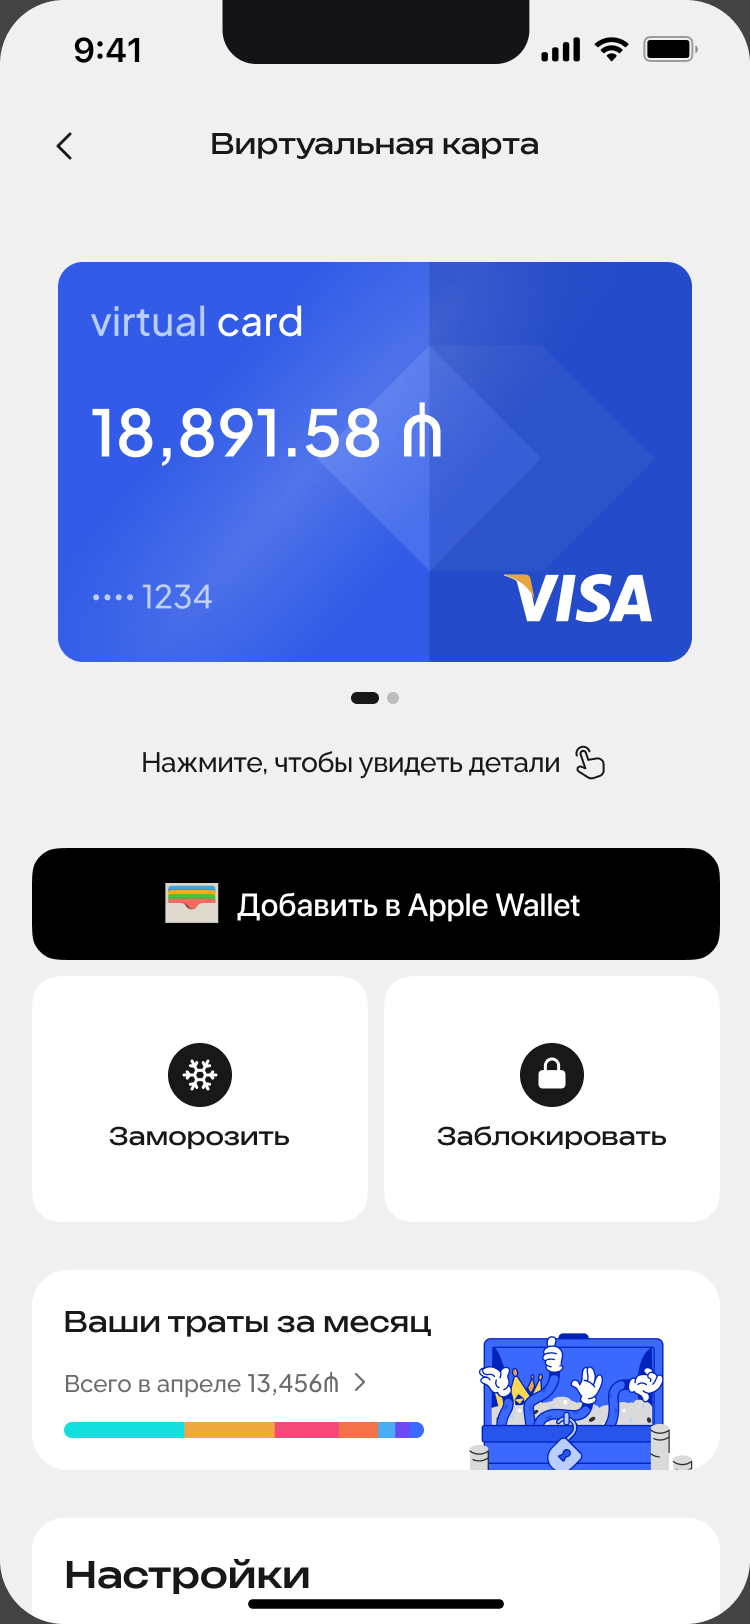 9:41
Виртуальная карта
virtual card
18,891.58 ₼
•••• 1234
VISA
Нажмите, чтобы увидеть детали
Добавить в Apple Wallet
Заморозить
Заблокировать
Ваши траты за месяц
Всего в апреле 13,456₼
Настройки